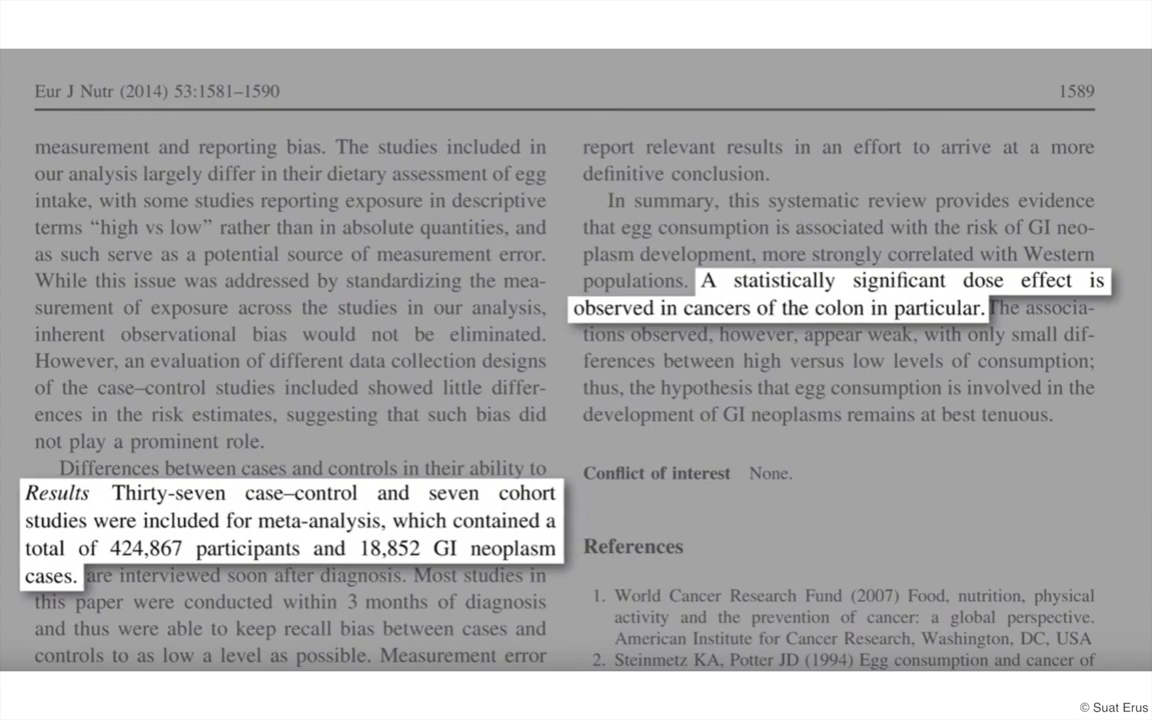 Eur J Nutr (2014) 53:1581–1590
1589
measurement and reporting bias. The studies included in
our analysis largely differ in their dietary assessment of egg
intake, with some studies reporting exposure in descriptive
terms “high vs low” rather than in absolute quantities, and
as such serve as a potential source of measurement error.
While this issue was addressed by standardizing the mea-
surement of exposure across the studies in our analysis,
inherent observational bias would not be eliminated.
However, an evaluation of different data collection designs
of the case–control studies included showed little differ-
ences in the risk estimates, suggesting that such bias did
not play a prominent role.
Differences between cases and controls in their ability to
Results Thirty-seven case–control and seven cohort
studies were included for meta-analysis, which contained a
total of 424,867 participants and 18,852 GI neoplasm
cases. are interviewed soon after diagnosis. Most studies in
this paper were conducted within 3 months of diagnosis
and thus were able to keep recall bias between cases and
controls to as low a level as possible. Measurement error
report relevant results in an effort to arrive at a more
definitive conclusion.
In summary, this systematic review provides evidence
that egg consumption is associated with the risk of GI neo-
plasm development, more strongly correlated with Western
populations. A statistically significant dose effect is
observed in cancers of the colon in particular. The associa-
tions observed, however, appear weak, with only small dif-
ferences between high versus low levels of consumption;
thus, the hypothesis that egg consumption is involved in the
development of GI neoplasms remains at best tenuous.
Conflict of interest None.
References
1. World Cancer Research Fund (2007) Food, nutrition, physical
activity and the prevention of cancer: a global perspective.
American Institute for Cancer Research, Washington, DC, USA
2. Steinmetz KA, Potter JD (1994) Egg consumption and cancer of
© Suat Erus